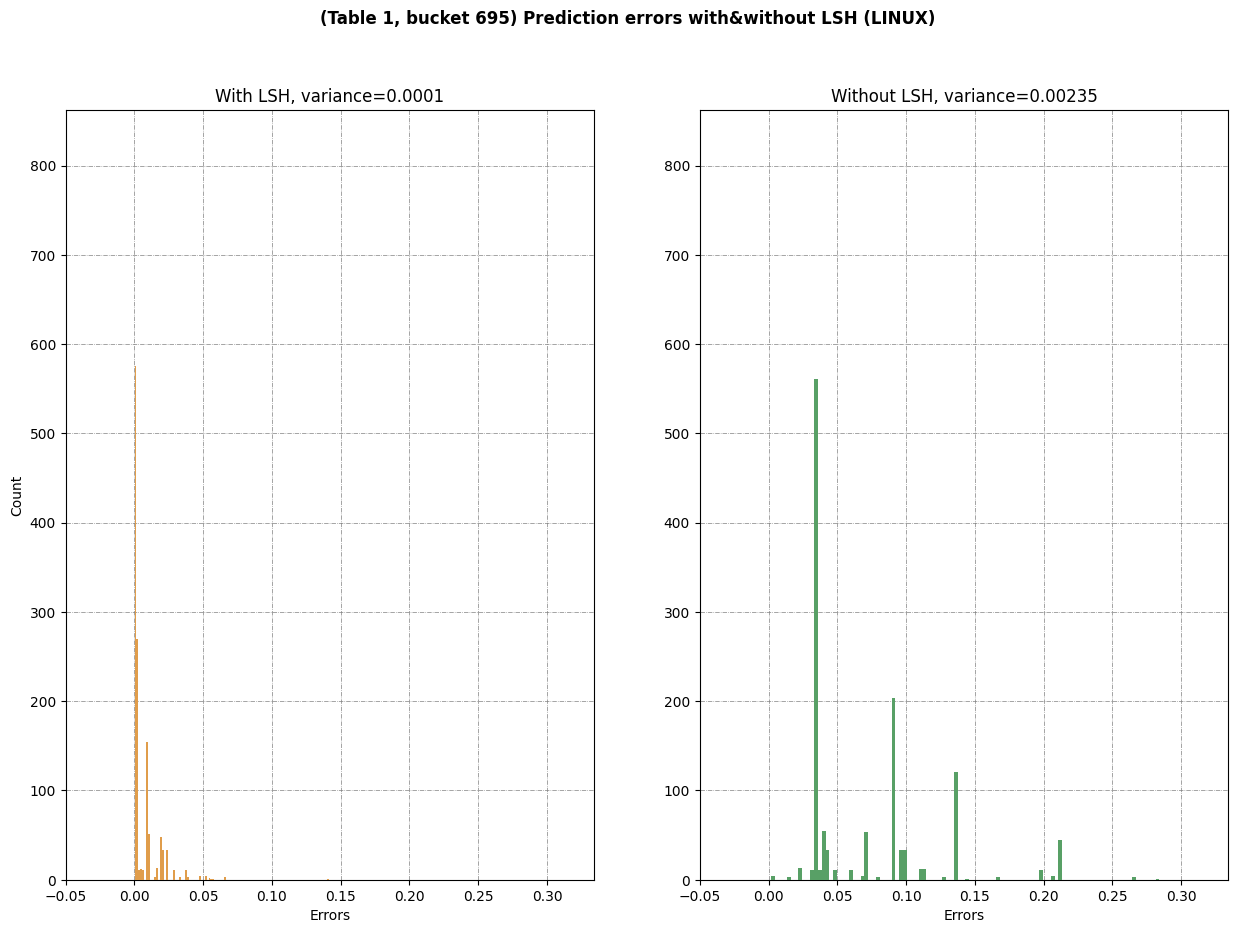 (Table 1, bucket 695) Prediction errors with&without LSH (LINUX)
With LSH, variance=0.0001
800
700
600
500
400
300
200
100
0
Count
−0.05 0.00 0.05 0.10 0.15 0.20 0.25 0.30
Errors
Without LSH, variance=0.00235
800
700
600
500
400
300
200
100
0
−0.05 0.00 0.05 0.10 0.15 0.20 0.25 0.30
Errors